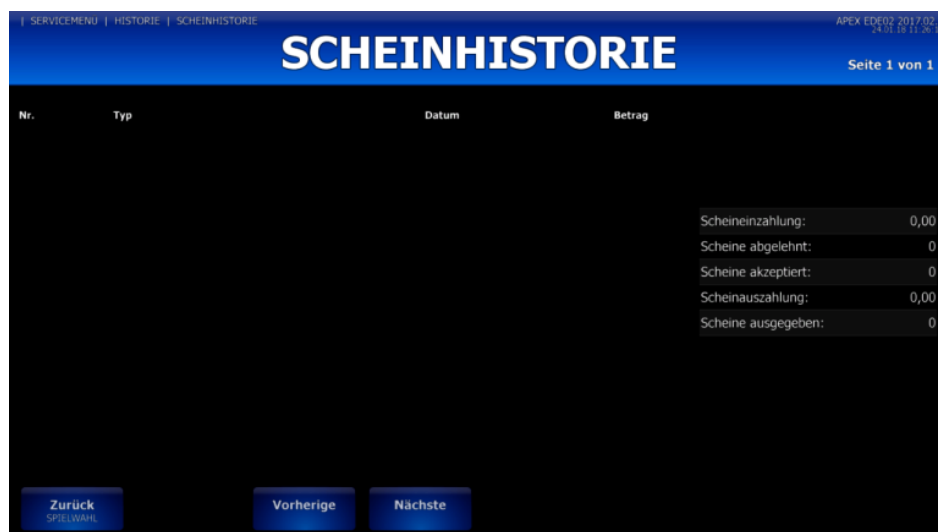 | SERVICEMENU | HISTORIE | SCHEINHISTORIE
APEX EDE02 2017.02
24.01.18 11:26:1
SCHEINHISTORIE
Seite 1 von 1
Nr. Typ Datum Betrag
Scheineinzahlung: 0,00
Scheine abgelehnt: 0
Scheine akzeptiert: 0
Scheinauszahlung: 0,00
Scheine ausgegeben: 0
Zurück Vorherige Nächste
SPIELWAHL